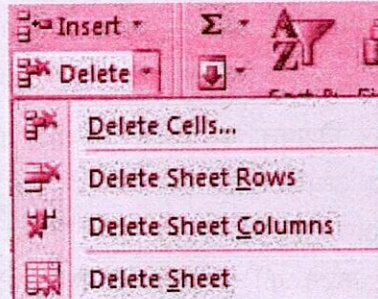 Insert Σ A
Z
Delete
Delete Cells...
Delete Sheet Rows
Delete Sheet Columns
Delete Sheet